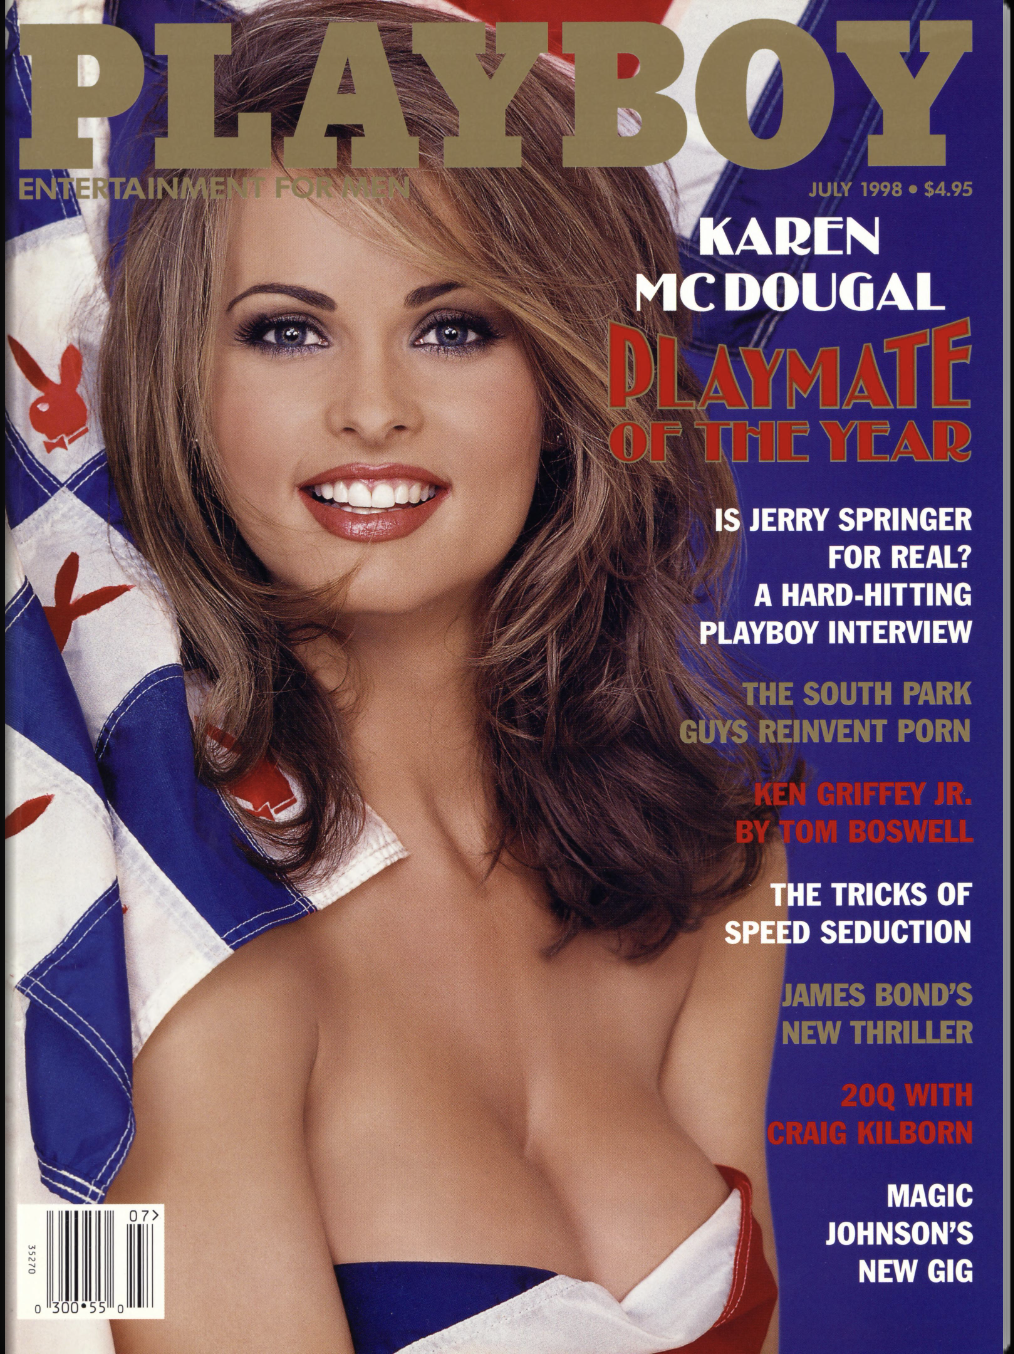 PLAYBOY
ENTERTAINMENT FOR MEN
JULY 1998 • $4.95
KAREN
MCDOUGAL
PLAYMATE
OF THE YEAR
IS JERRY SPRINGER
FOR REAL?
A HARD-HITTING
PLAYBOY INTERVIEW
THE SOUTH PARK
GUYS REINVENT PORN
KEN GRIFFEY JR.
BY TOM BOSWELL
THE TRICKS OF
SPEED SEDUCTION
JAMES BOND'S
NEW THRILLER
20Q WITH
CRAIG KILBORN
MAGIC
JOHNSON'S
NEW GIG
07>
35270
0 300•55 0